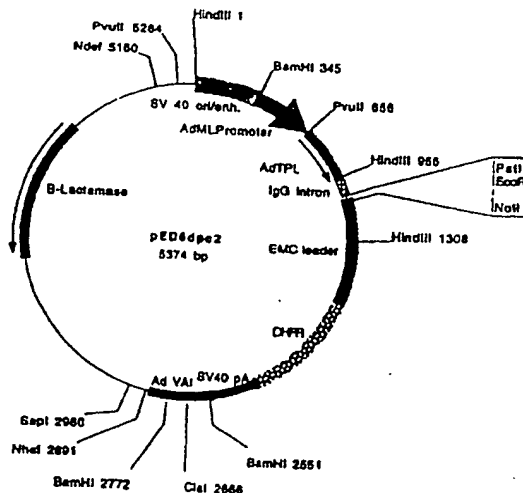 HindIII 1
PvuII 5264
NdeI 5160
BamHI 345
SV 40 ori/enh.
PvuII 656
AdMLPromoter
HindIII 966
AdTPL
IgG Intron
PstI
EcoR
NotI
B-Lactamase
pED6dpc2
5374 bp
EMC leader
HindIII 1308
DHFR
Ad VAI
SV40 pA
SapI 2960
NheI 2891
BamHI 2551
BamHI 2772
ClaI 2666